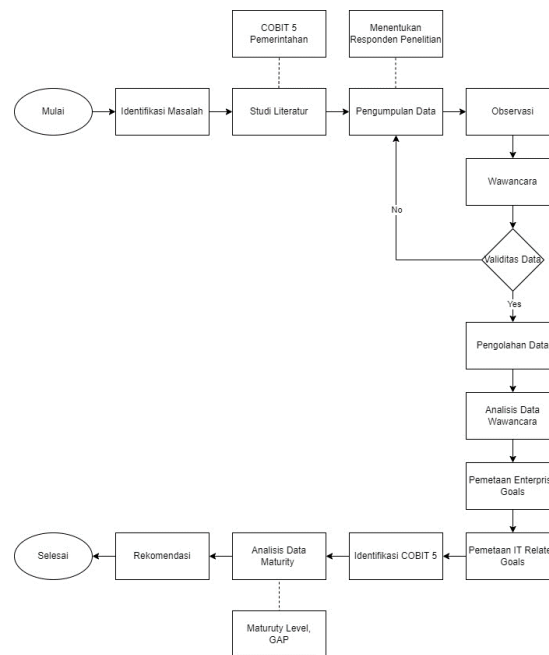 COBIT 5
Pemerintahan
Menentukan
Responden Penelitian
Mulai
Identifikasi Masalah
Studi Literatur
Pengumpulan Data
Observasi
Wawancara
No
Validitas Data
Yes
Pengolahan Data
Analisis Data
Wawancara
Pemetaan Enterpris
Goals
Selesai
Rekomendasi
Analisis Data
Maturity
Identifikasi COBIT 5
Pemetaan IT Relate
Goals
Maturuty Level,
GAP